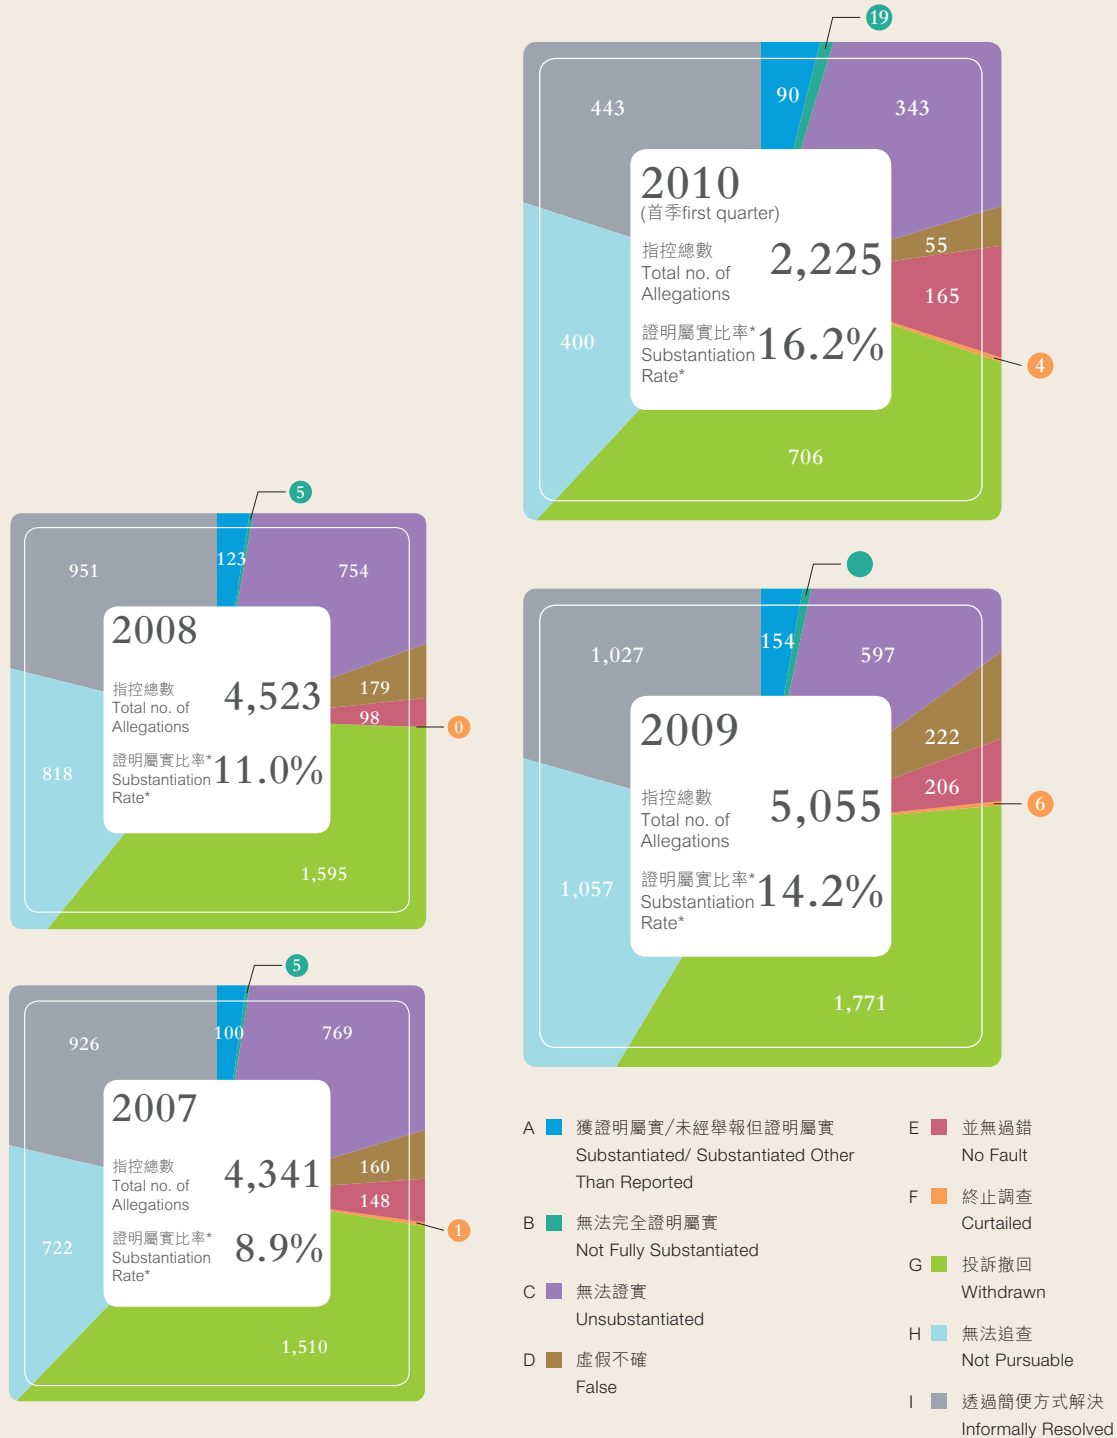 19
443
90
343
2010
(首季first quarter)
指控總數
Total no. of
Allegations
2,225
證明屬實比率*
Substantiation
Rate*
16.2%
55
165
400
4
706
5
951
123
754
2008
指控總數
Total no. of
Allegations
4,523
證明屬實比率*
Substantiation
Rate*
11.0%
179
98
0
818
1,595
1,027
154
597
2009
指控總數
Total no. of
Allegations
5,055
證明屬實比率*
Substantiation
Rate*
14.2%
222
206
6
1,057
1,771
5
926
100
769
2007
指控總數
Total no. of
Allegations
4,341
證明屬實比率*
Substantiation
Rate*
8.9%
160
148
1
722
1,510
A 獲證明屬實/未經舉報但證明屬實
Substantiated/ Substantiated Other
Than Reported
B 無法完全證明屬實
Not Fully Substantiated
C 無法證實
Unsubstantiated
D 虛假不確
False
E 並無過錯
No Fault
F 終止調查
Curtailed
G 投訴撤回
Withdrawn
H 無法追查
Not Pursuable
I 透過簡便方式解決
Informally Resolved